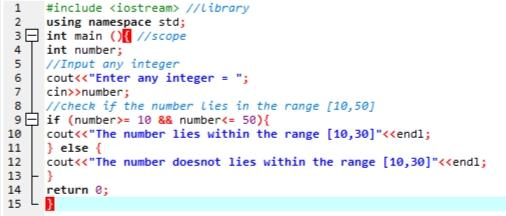 1 #include <iostream> //Library
2 using namespace std;
3 int main (){ //scope
4 int number;
5 //Input any integer
6 cout<<"Enter any integer = ";
7 cin>>number;
8 //check if the number lies in the range [10,50]
9 if (number>= 10 && number<= 50){
10 cout<<"The number lies within the range [10,30]"<<endl;
11 } else {
12 cout<<"The number doesnot lies within the range [10,30]"<<endl;
13 }
14 return 0;
15 }